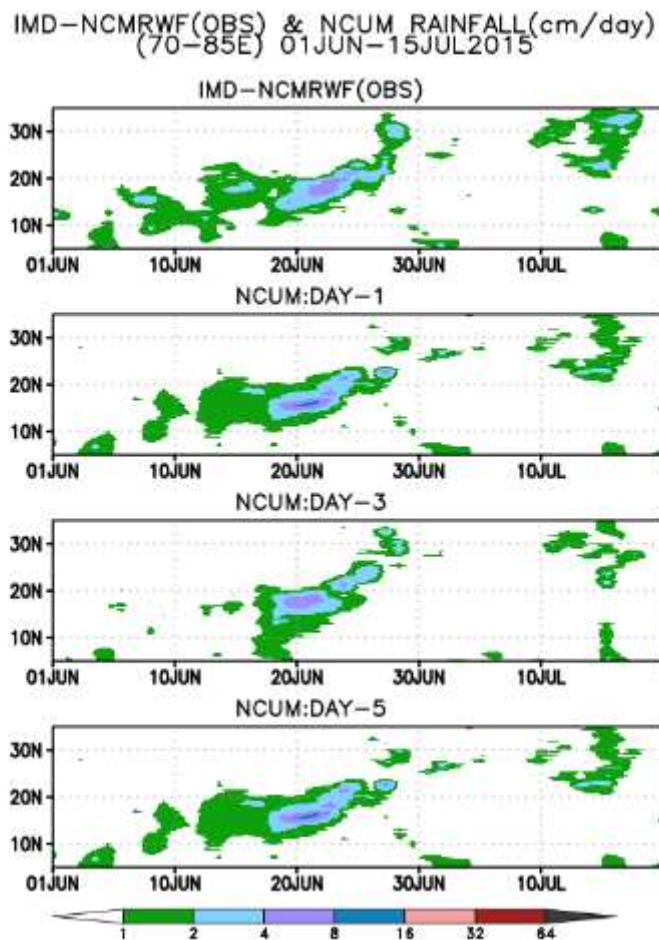 IMD-NCMRWF(OBS) & NCUM RAINFALL(cm/day)
(70-85E) 01JUN-15JUL2015
IMD-NCMRWF(OBS)
30N
20N
10N
01JUN 10JUN 20JUN 30JUN 10JUL
NCUM:DAY-1
30N
20N
10N
01JUN 10JUN 20JUN 30JUN 10JUL
NCUM:DAY-3
30N
20N
10N
01JUN 10JUN 20JUN 30JUN 10JUL
NCUM:DAY-5
30N
20N
10N
01JUN 10JUN 20JUN 30JUN 10JUL
1 2 4 8 16 32 64